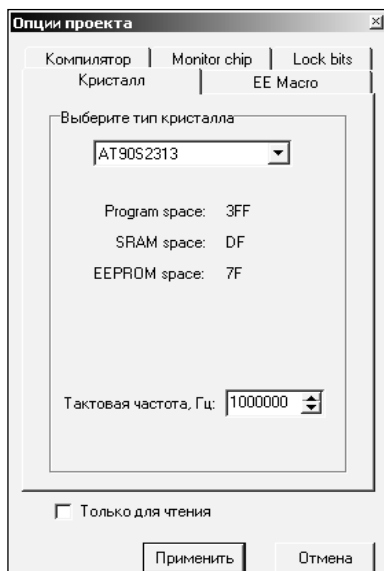 Опции проекта
Компилятор Monitor chip Lock bits
Кристалл EE Macro
Выберите тип кристалла
AT90S2313
Program space: 3FF
SRAM space: DF
EEPROM space: 7F
Тактовая частота, Гц: 1000000
Только для чтения
Применить Отмена